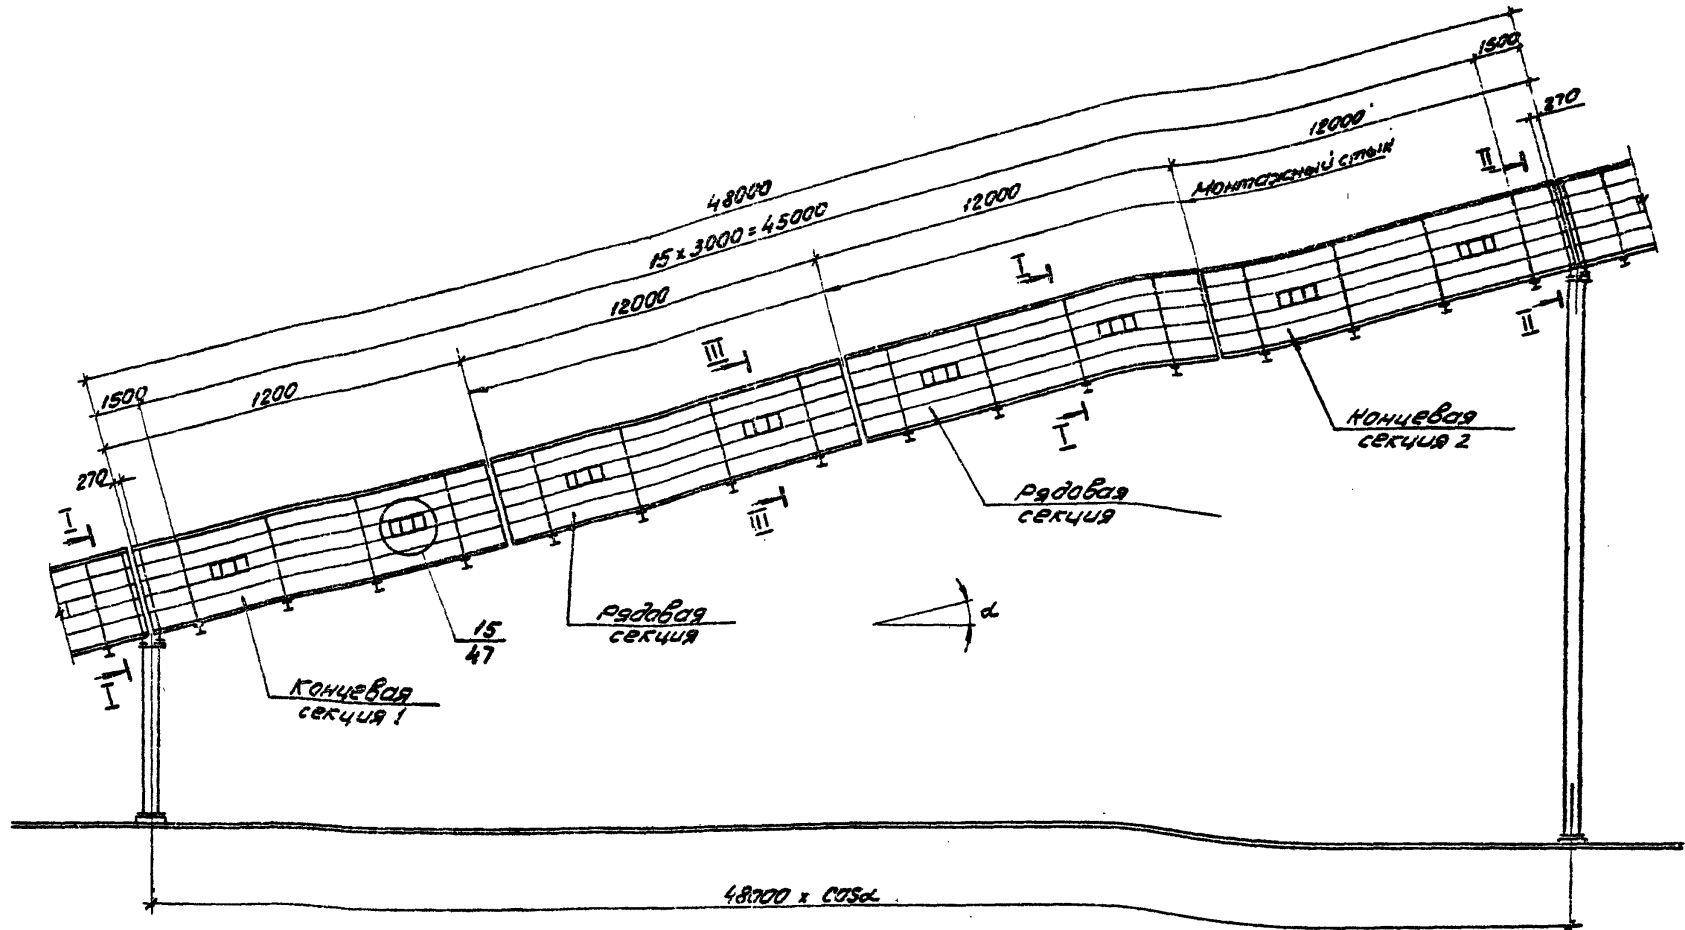 48000
1500
15 x 3000 = 45000
270
12000
12000
12000
1200
1500
270
Монтажный стык
I
I
II
II
III
III
I
I
Концевая
секция 2
Рядовая
секция
Рядовая
секция
15
47
Концевая
секция 1
α
48000 x cosα